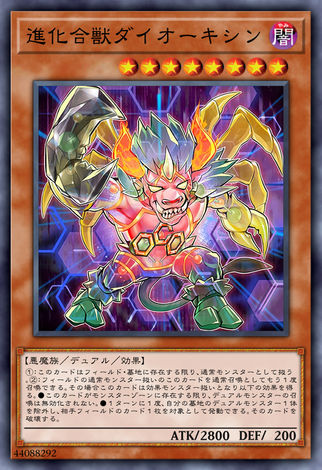 進化合獣ダイオーキシン
闇
やみ
【悪魔族／デュアル／効果】
①：このカードはフィールド・墓地に存在する限り、通常モンスターとして扱う。
②：フィールドの通常モンスター扱いのこのカードを通常召喚としてもう１度
召喚できる。その場合このカードは効果モンスター扱いとなり以下の効果を得
る。●このカードがモンスターゾーンに存在する限り、デュアルモンスターの召
喚は無効化されない。●１ターンに１度、自分の墓地のデュアルモンスター１体
を除外し、相手フィールドのカード１枚を対象として発動できる。そのカードを
破壊する。
ATK/2800 DEF/ 200
44088292